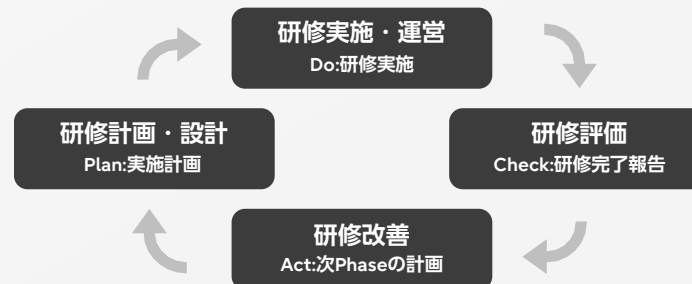 研修実施・運営
Do:研修実施
研修計画・設計
Plan:実施計画
研修評価
Check:研修完了報告
研修改善
Act:次Phaseの計画